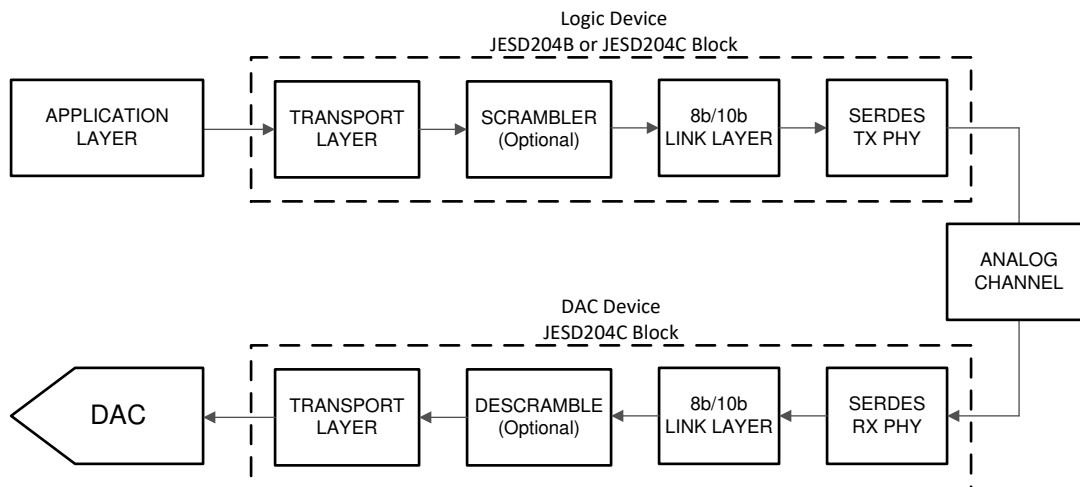 Logic Device
JESD204B or JESD204C Block
APPLICATION
LAYER
TRANSPORT
LAYER
SCRAMBLER
(Optional)
8b/10b
LINK LAYER
SERDES
TX PHY
ANALOG
CHANNEL
DAC Device
JESD204C Block
DAC
TRANSPORT
LAYER
DESCRAMBLE
(Optional)
8b/10b
LINK LAYER
SERDES
RX PHY